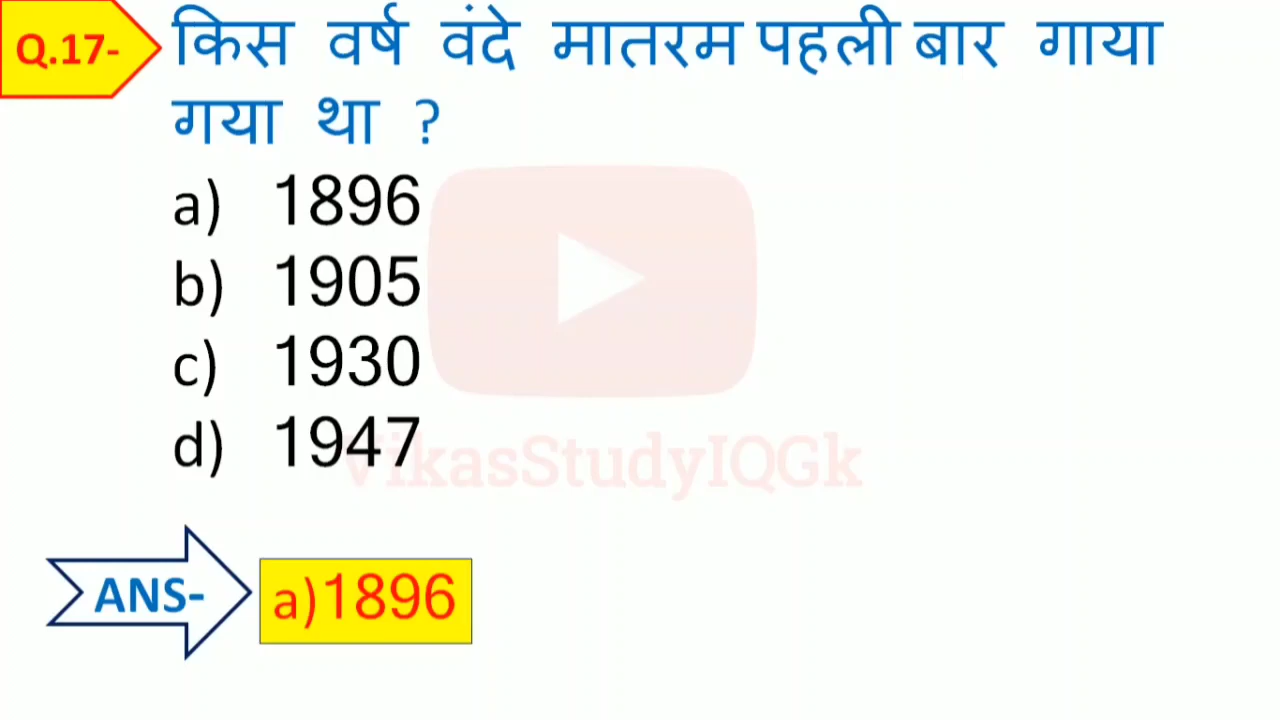 Q.17- किस वर्ष वंदे मातरम पहली बार गाया
गया था ?
a) 1896
b) 1905
c) 1930
d) 1947
VikasStudyIQGk
ANS- a)1896